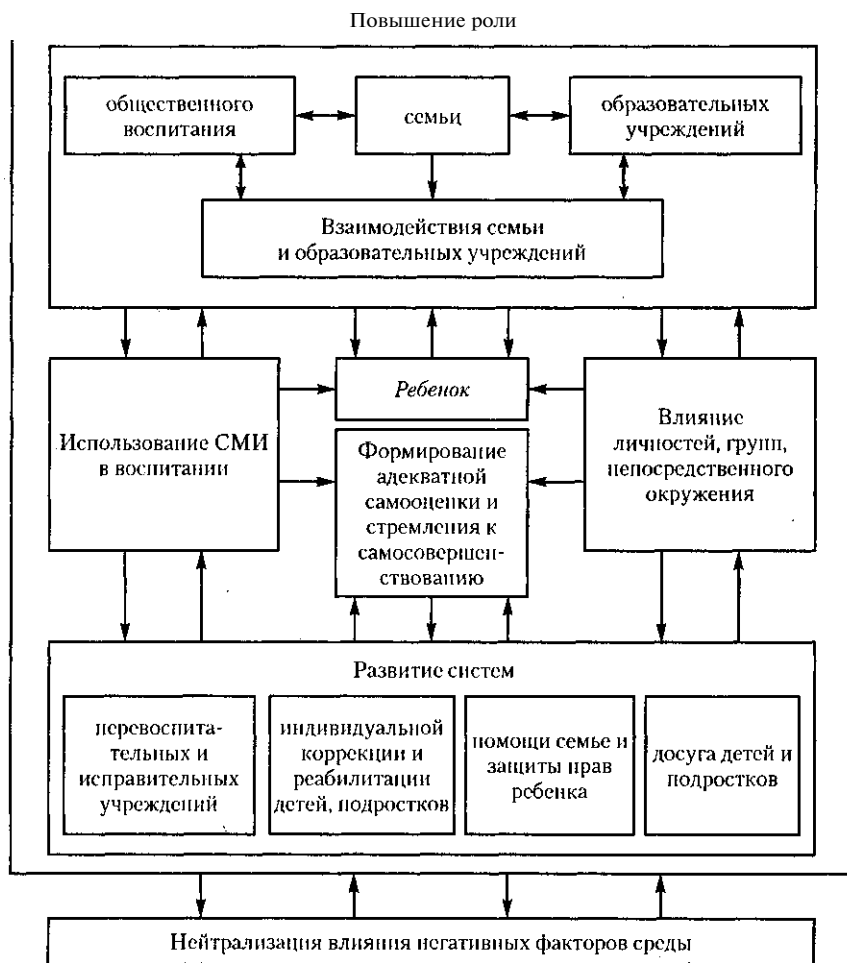 Повышение роли
общественного
воспитания
семьи
образовательных
учреждений
Взаимодействия семьи
и образовательных учреждений
Использование СМИ
в воспитании
Ребенок
Влияние
личностей, групп,
непосредственного
окружения
Формирование
адекватной
самооценки и
стремления к
самосовершен-
ствованию
Развитие систем
перевоспита-
тельных и
исправительных
учреждений
индивидуальной
коррекции и
реабилитации
детей, подростков
помощи семье и
защиты прав
ребенка
досуга детей и
подростков
Нейтрализация влияния негативных факторов среды